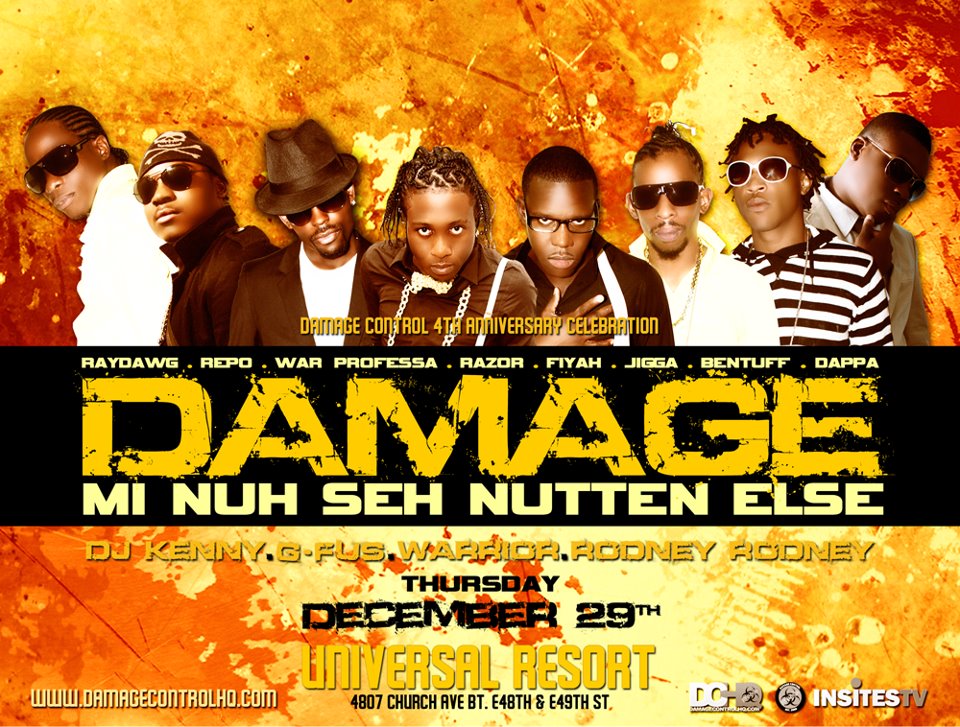 DAMAGE CONTROL 4TH ANNIVERSARY CELEBRATION
RAYDAWG . REPO . WAR PROFESSA . RAZOR . FIYAH . JIGGA . BENTUFF . DAPPA
DAMAGE
MI NUH SEH NUTTEN ELSE
DJ KENNY.G-FUS.WARRIOR.RODNEY RODNEY
THURSDAY
DECEMBER 29TH
UNIVERSAL RESORT
4807 CHURCH AVE BT. E48TH & E49TH ST
WWW.DAMAGECONTROLHQ.COM
DCHQ
DAMAGECONTROLHQ.COM
INSITESTV